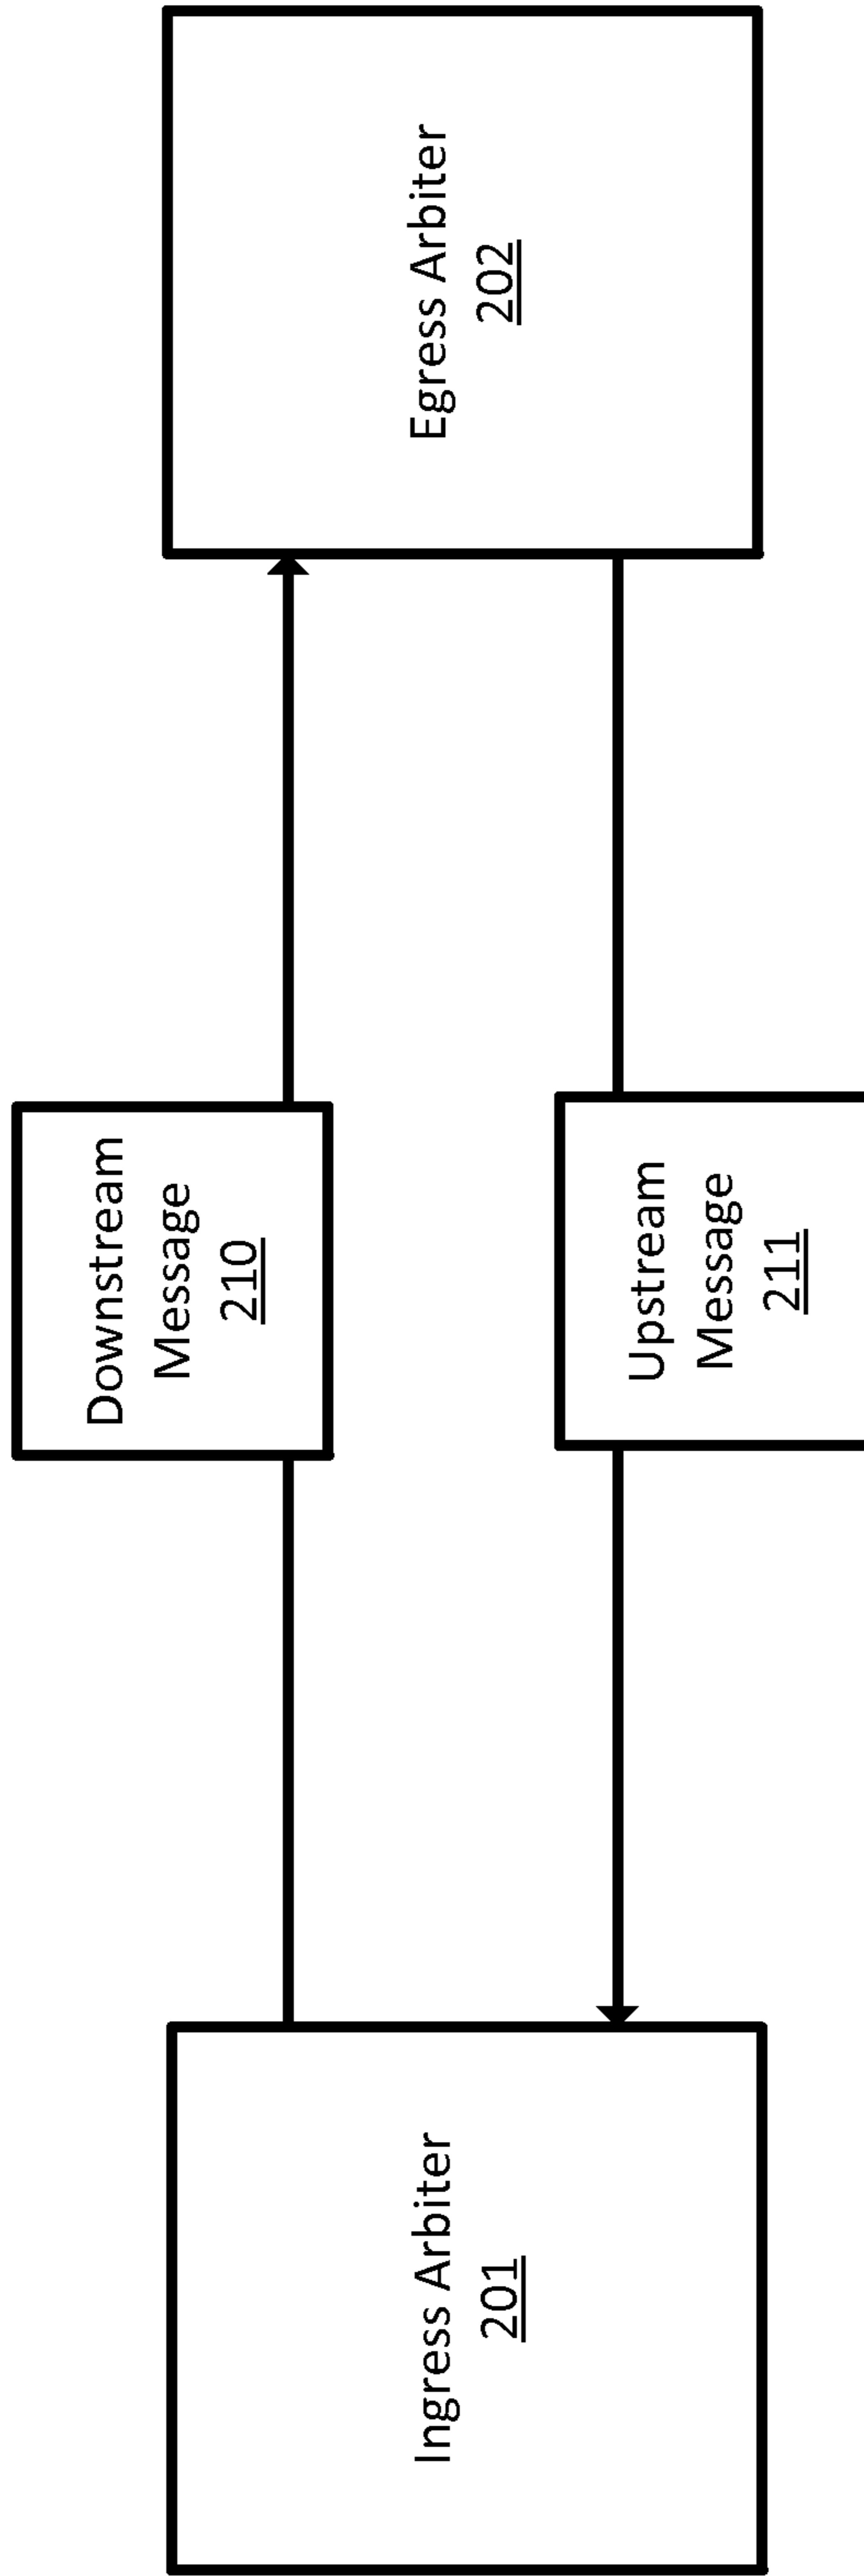 Ingress Arbiter
201
Downstream
Message
210
Upstream
Message
211
Egress Arbiter
202